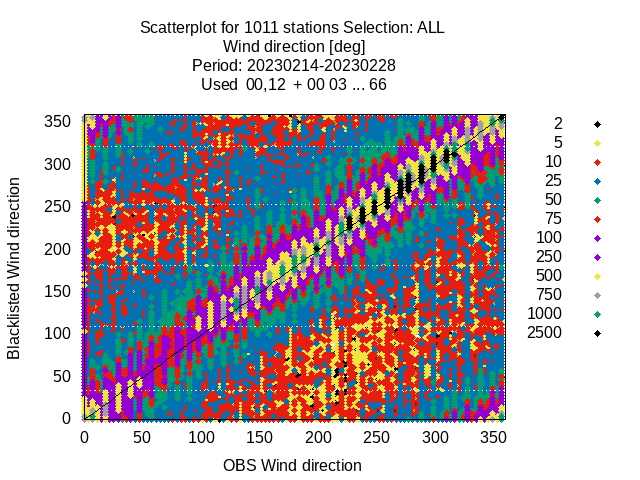 Scatterplot for 1011 stations Selection: ALL
Wind direction [deg]
Period: 20230214-20230228
Used 00,12 + 00 03 ... 66
350
300
250
200
150
100
50
0
Blacklisted Wind direction
0 50 100 150 200 250 300 350
OBS Wind direction
2
5
10
25
50
75
100
250
500
750
1000
2500